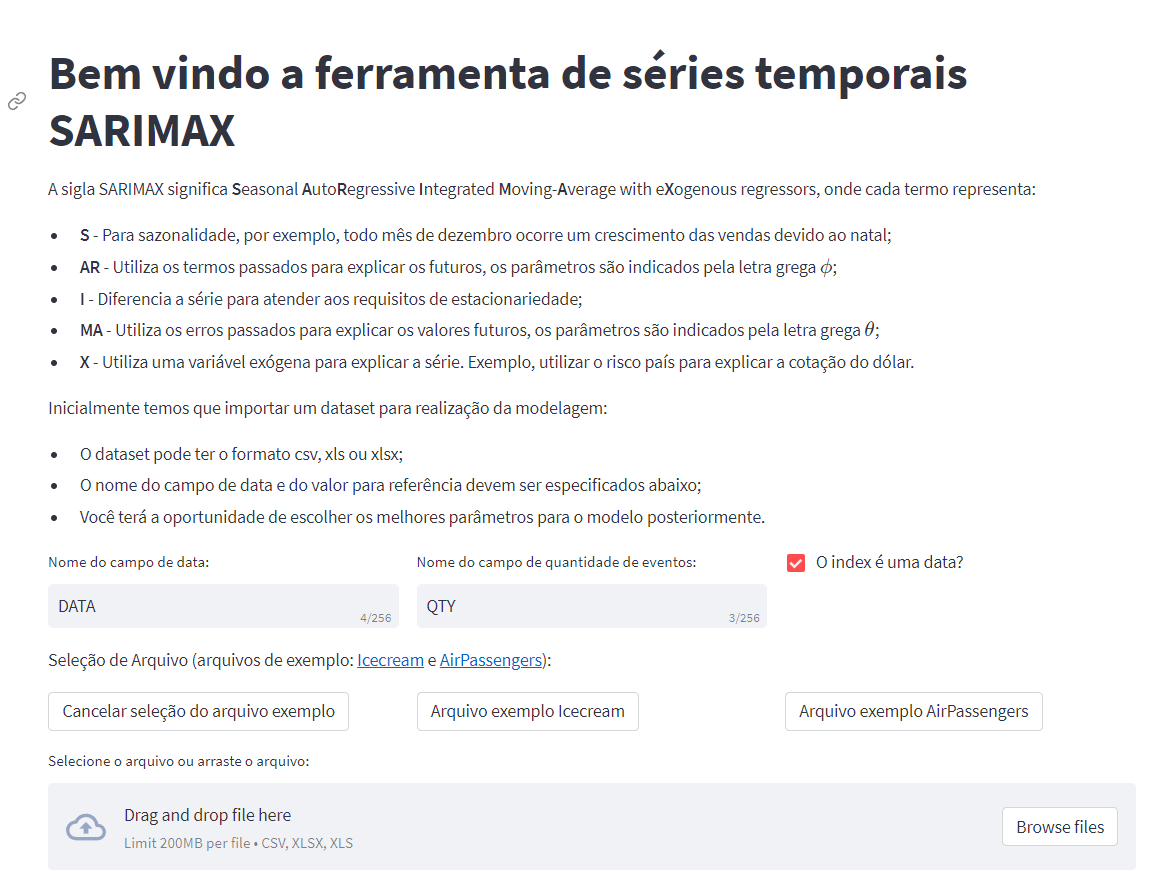 Bem vindo a ferramenta de séries temporais
SARIMAX
A sigla SARIMAX significa Seasonal AutoRegressive Integrated Moving-Average with eXogenous regressors, onde cada termo representa:
S - Para sazonalidade, por exemplo, todo mês de dezembro ocorre um crescimento das vendas devido ao natal;
AR - Utiliza os termos passados para explicar os futuros, os parâmetros são indicados pela letra grega ϕ;
I - Diferencia a série para atender aos requisitos de estacionariedade;
MA - Utiliza os erros passados para explicar os valores futuros, os parâmetros são indicados pela letra grega θ;
X - Utiliza uma variável exógena para explicar a série. Exemplo, utilizar o risco país para explicar a cotação do dólar.
Inicialmente temos que importar um dataset para realização da modelagem:
O dataset pode ter o formato csv, xls ou xlsx;
O nome do campo de data e do valor para referência devem ser especificados abaixo;
Você terá a oportunidade de escolher os melhores parâmetros para o modelo posteriormente.
Nome do campo de data:
DATA
4/256
Nome do campo de quantidade de eventos:
QTY
3/256
O index é uma data?
Seleção de Arquivo (arquivos de exemplo: Icecream e AirPassengers):
Cancelar seleção do arquivo exemplo
Arquivo exemplo Icecream
Arquivo exemplo AirPassengers
Selecione o arquivo ou arraste o arquivo:
Drag and drop file here
Limit 200MB per file • CSV, XLSX, XLS
Browse files